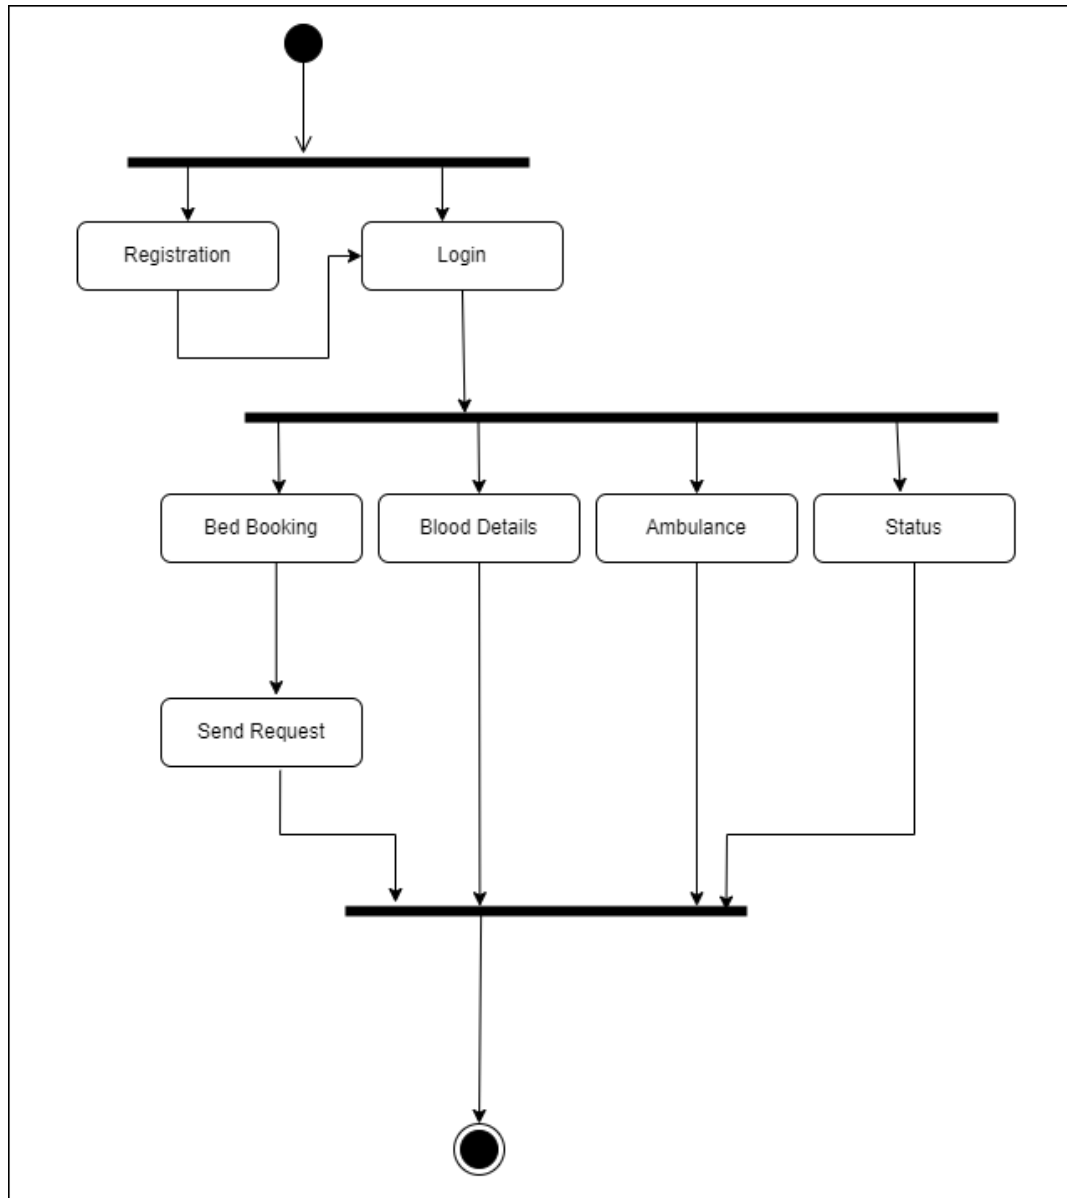 Registration
Login
Bed Booking
Blood Details
Ambulance
Status
Send Request